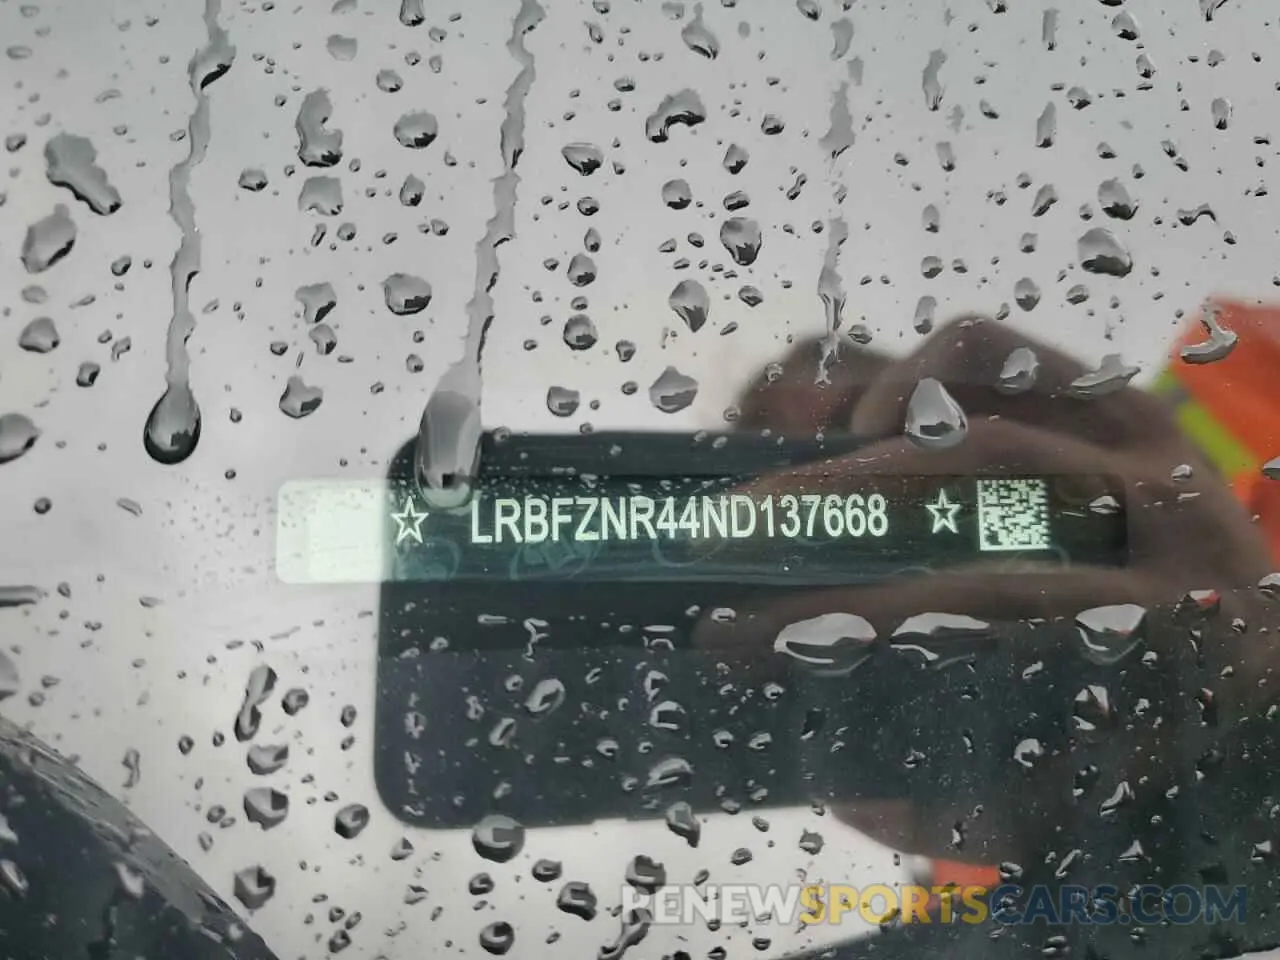 ☆ LRBFZNR44ND137668 ☆
RENEWSPORTSCARS.COM